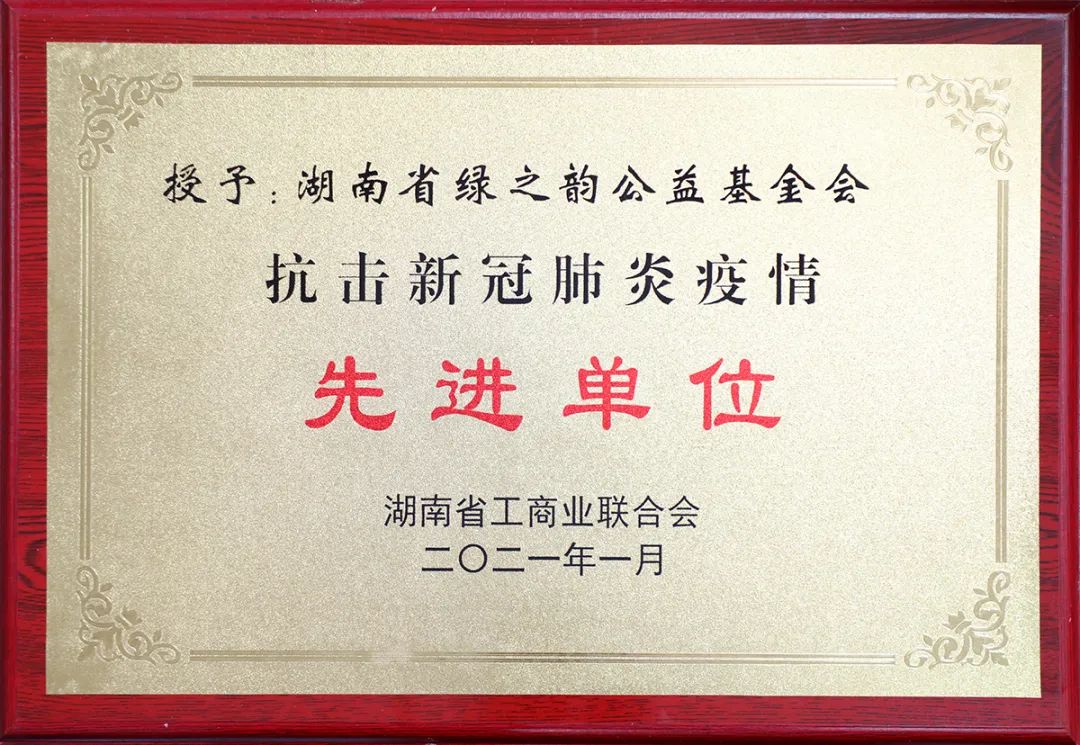 授予:湖南省绿之韵公益基金会
抗击新冠肺炎疫情
先进单位
湖南省工商业联合会
二〇二一年一月